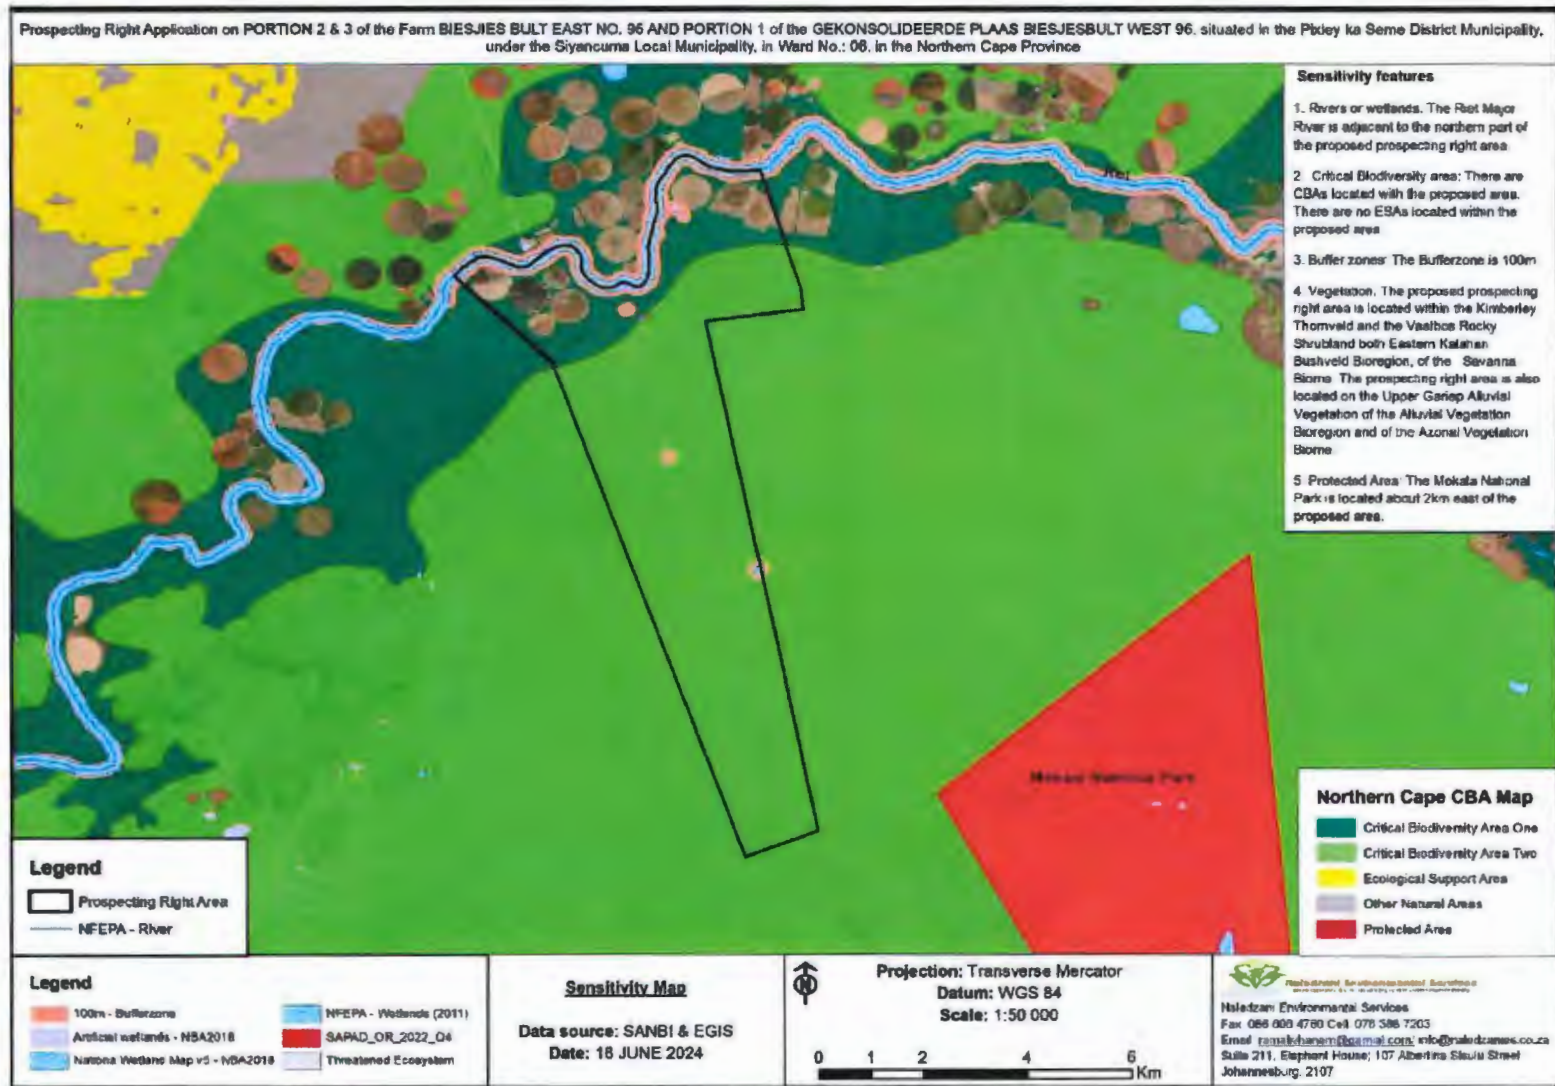 Prospecting Right Application on PORTION 2 & 3 of the Farm BIESJIES BULT EAST NO. 96 AND PORTION 1 of the GEKONSOLIDEERDE PLAAS BIESJESBULT WEST 96, situated in the Pixley ka Seme District Municipality,
under the Siyancuma Local Municipality, in Ward No.: 06, in the Northern Cape Province
Sensitivity features
1. Rivers or wetlands. The Riet Major
River is adjacent to the northern part of
the proposed prospecting right area
2 Critical Biodiversity area: There are
CBAs located with the proposed area.
There are no ESAs located within the
proposed area
3. Buffer zones: The Bufferzone is 100m
4. Vegetation. The proposed prospecting
right area is located within the Kimberley
Thornveld and the Vaalbos Rocky
Shrubland both Eastern Kalahari
Bushveld Bioregion, of the Savanna
Biome. The prospecting right area is also
located on the Upper Gariep Alluvial
Vegetation of the Alluvial Vegetation
Bioregion and of the Azonal Vegetation
Biome
5 Protected Area: The Mokala National
Park is located about 2km east of the
proposed area.
Riet
Mokala National Park
Northern Cape CBA Map
Critical Biodiversity Area One
Critical Biodiversity Area Two
Ecological Support Area
Other Natural Areas
Protected Area
Legend
Prospecting Right Area
NFEPA - River
Legend
100m - Bufferzone
Artificial wetlands - NBA2018
Nationa Wetland Map v5 - NBA2018
NFEPA - Wetlands (2011)
SAPAD_OR_2022_Q4
Threatened Ecosystem
Sensitivity Map
Data source: SANBI & EGIS
Date: 18 JUNE 2024
N
Projection: Transverse Mercator
Datum: WGS 84
Scale: 1:50 000
0 1 2 4 6
Km
Naledzani Environmental Services
Naledzani Environmental Services
Fax 086 600 4760 Cell 078 386 7203
Email info@naledzanies.co.za
Suite 211, Elephant House; 107 Albertina Sisulu Street
Johannesburg, 2107